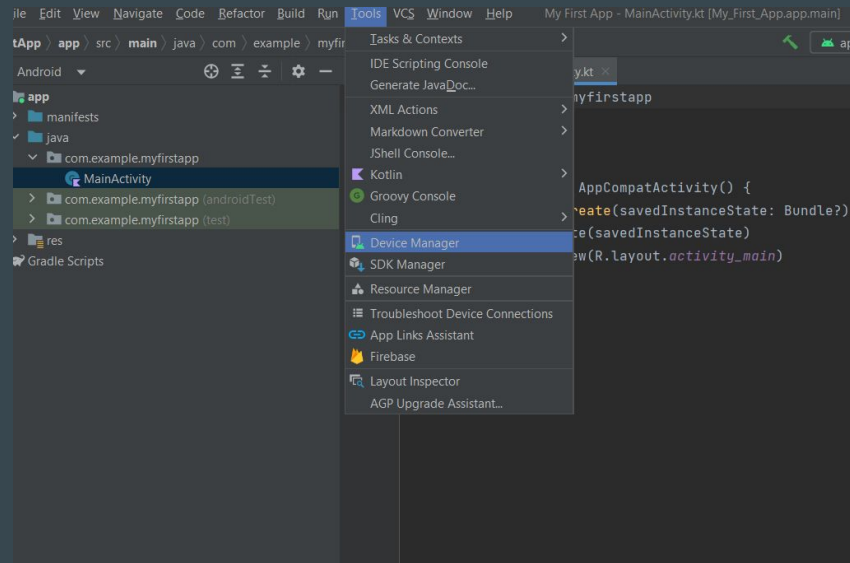 ile Edit View Navigate Code Refactor Build Run Tools VCS Window Help My First App - MainActivity.kt [My_First_App.app.main]
tApp app src main java com example myfir
Android
app
manifests
java
com.example.myfirstapp
MainActivity
com.example.myfirstapp (androidTest)
com.example.myfirstapp (test)
res
Gradle Scripts
Tasks & Contexts
IDE Scripting Console
Generate JavaDoc...
XML Actions
Markdown Converter
JShell Console...
Kotlin
Groovy Console
Cling
Device Manager
SDK Manager
Resource Manager
Troubleshoot Device Connections
App Links Assistant
Firebase
Layout Inspector
AGP Upgrade Assistant...
ap
y.kt
myfirstapp
AppCompatActivity() {
reate(savedInstanceState: Bundle?)
te(savedInstanceState)
ew(R.layout.activity_main)